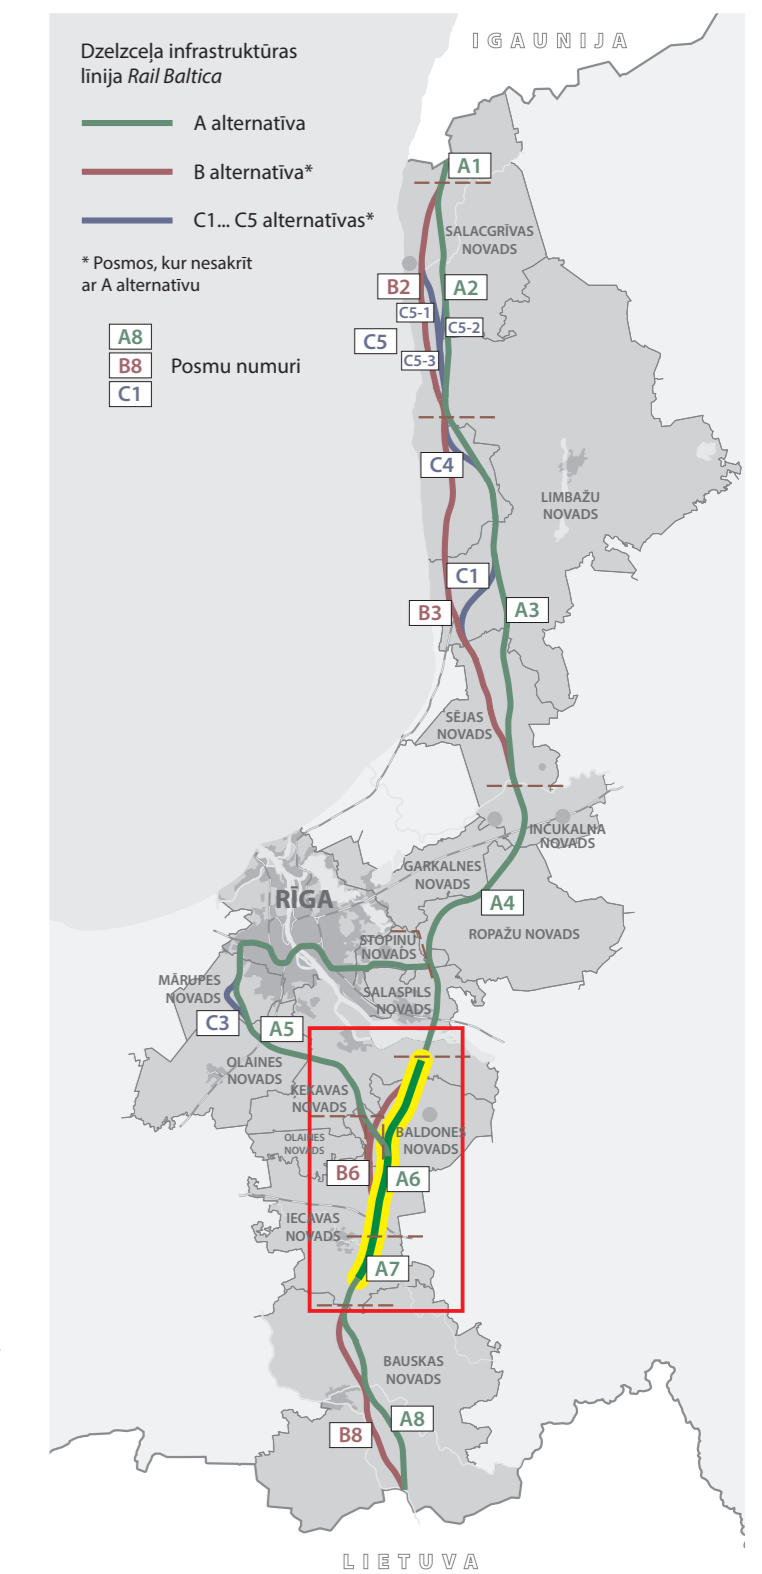 IGAUNIJA
Dzelzceļa infrastruktūras
līnija Rail Baltica
A alternatīva
B alternatīva*
C1... C5 alternatīvas*
* Posmos, kur nesakrīt
ar A alternatīvu
A8
B8
C1
Posmu numuri
A1
SALACGRĪVAS
NOVADS
B2
A2
C5-1
C5-2
C5
C5-3
C4
LIMBAŽU
NOVADS
C1
B3
A3
SĒJAS
NOVADS
INČUKALNA
NOVADS
GARKALNES
NOVADS
RĪGA
A4
STOPIŅU
NOVADS
ROPAŽU NOVADS
MĀRUPES
NOVADS
SALASPILS
NOVADS
C3
A5
OLAINES
NOVADS
ĶEKAVAS
NOVADS
BALDONES
NOVADS
OLAINES
NOVADS
B6
A6
IECAVAS
NOVADS
A7
BAUSKAS
NOVADS
A8
B8
LIETUVA